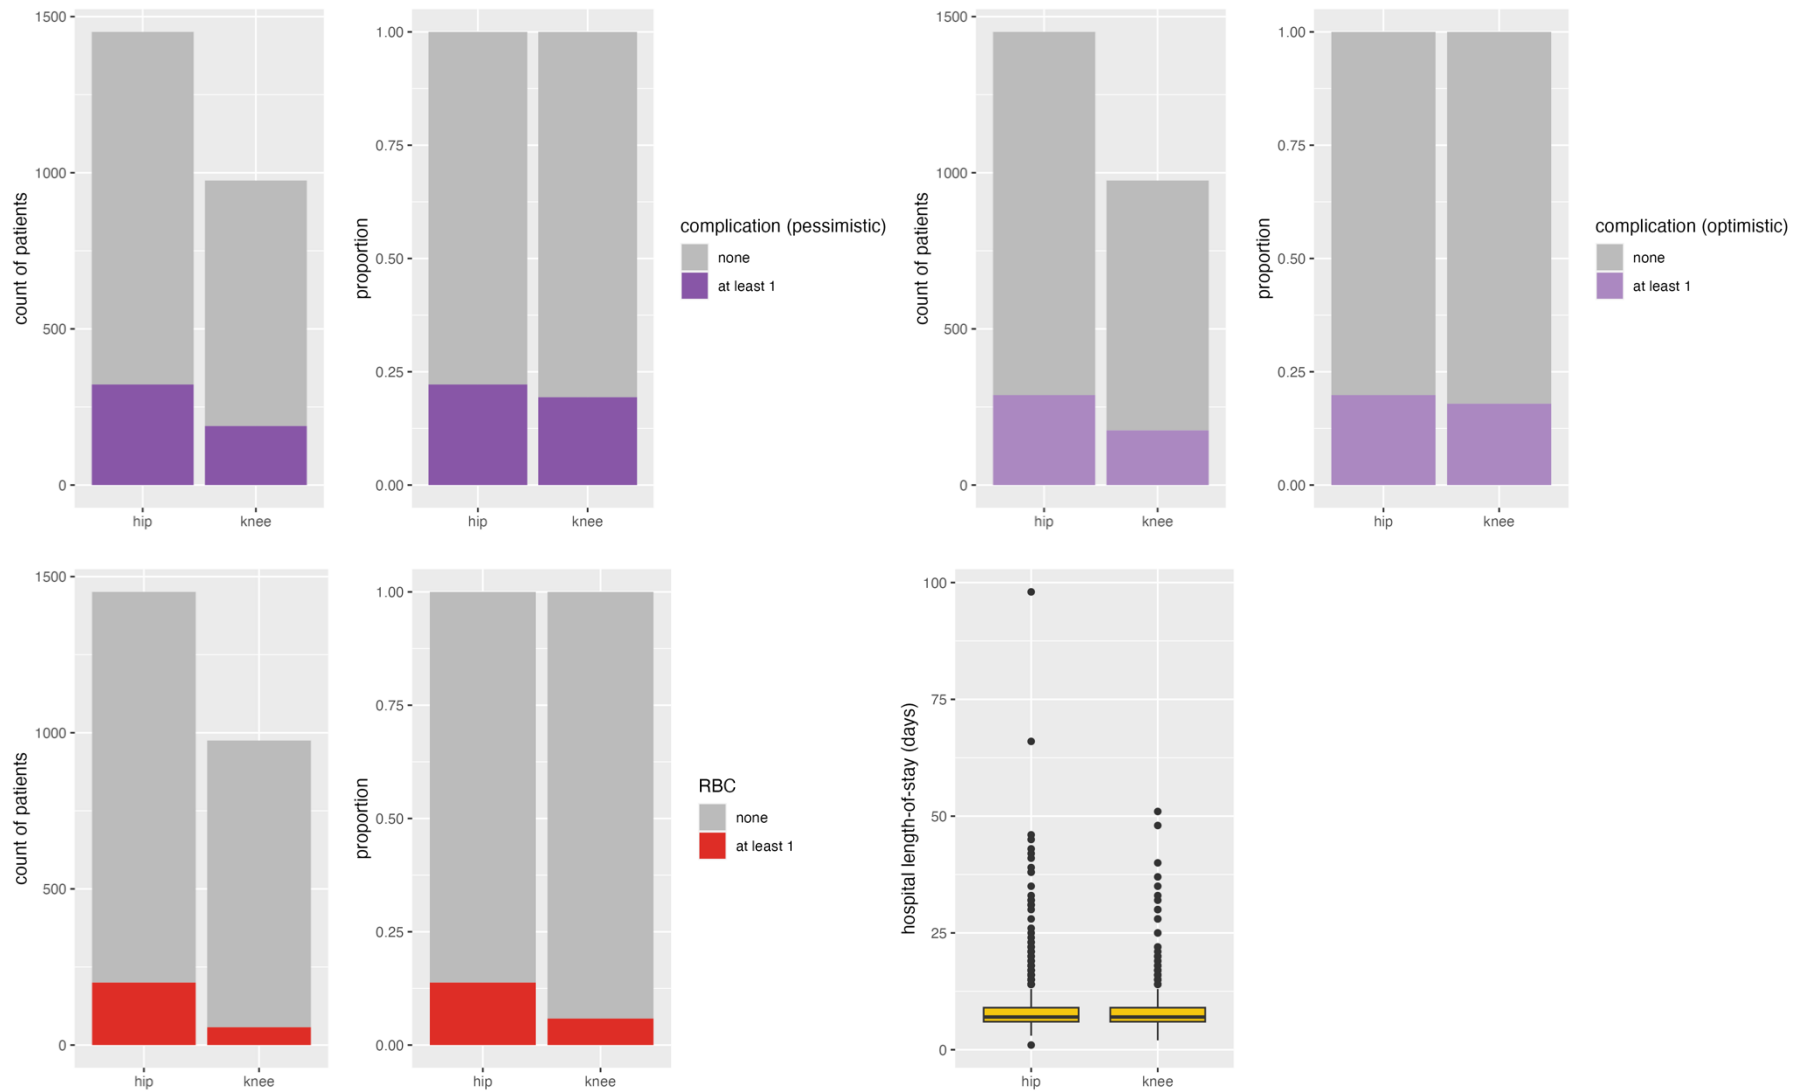 count of patients
1500
1000
500
0
hip knee
proportion
1.00
0.75
0.50
0.25
0.00
hip knee
complication (pessimistic)
none
at least 1
count of patients
1500
1000
500
0
hip knee
proportion
1.00
0.75
0.50
0.25
0.00
hip knee
complication (optimistic)
none
at least 1
count of patients
1500
1000
500
0
hip knee
proportion
1.00
0.75
0.50
0.25
0.00
hip knee
RBC
none
at least 1
hospital length-of-stay (days)
100
75
50
25
0
hip knee